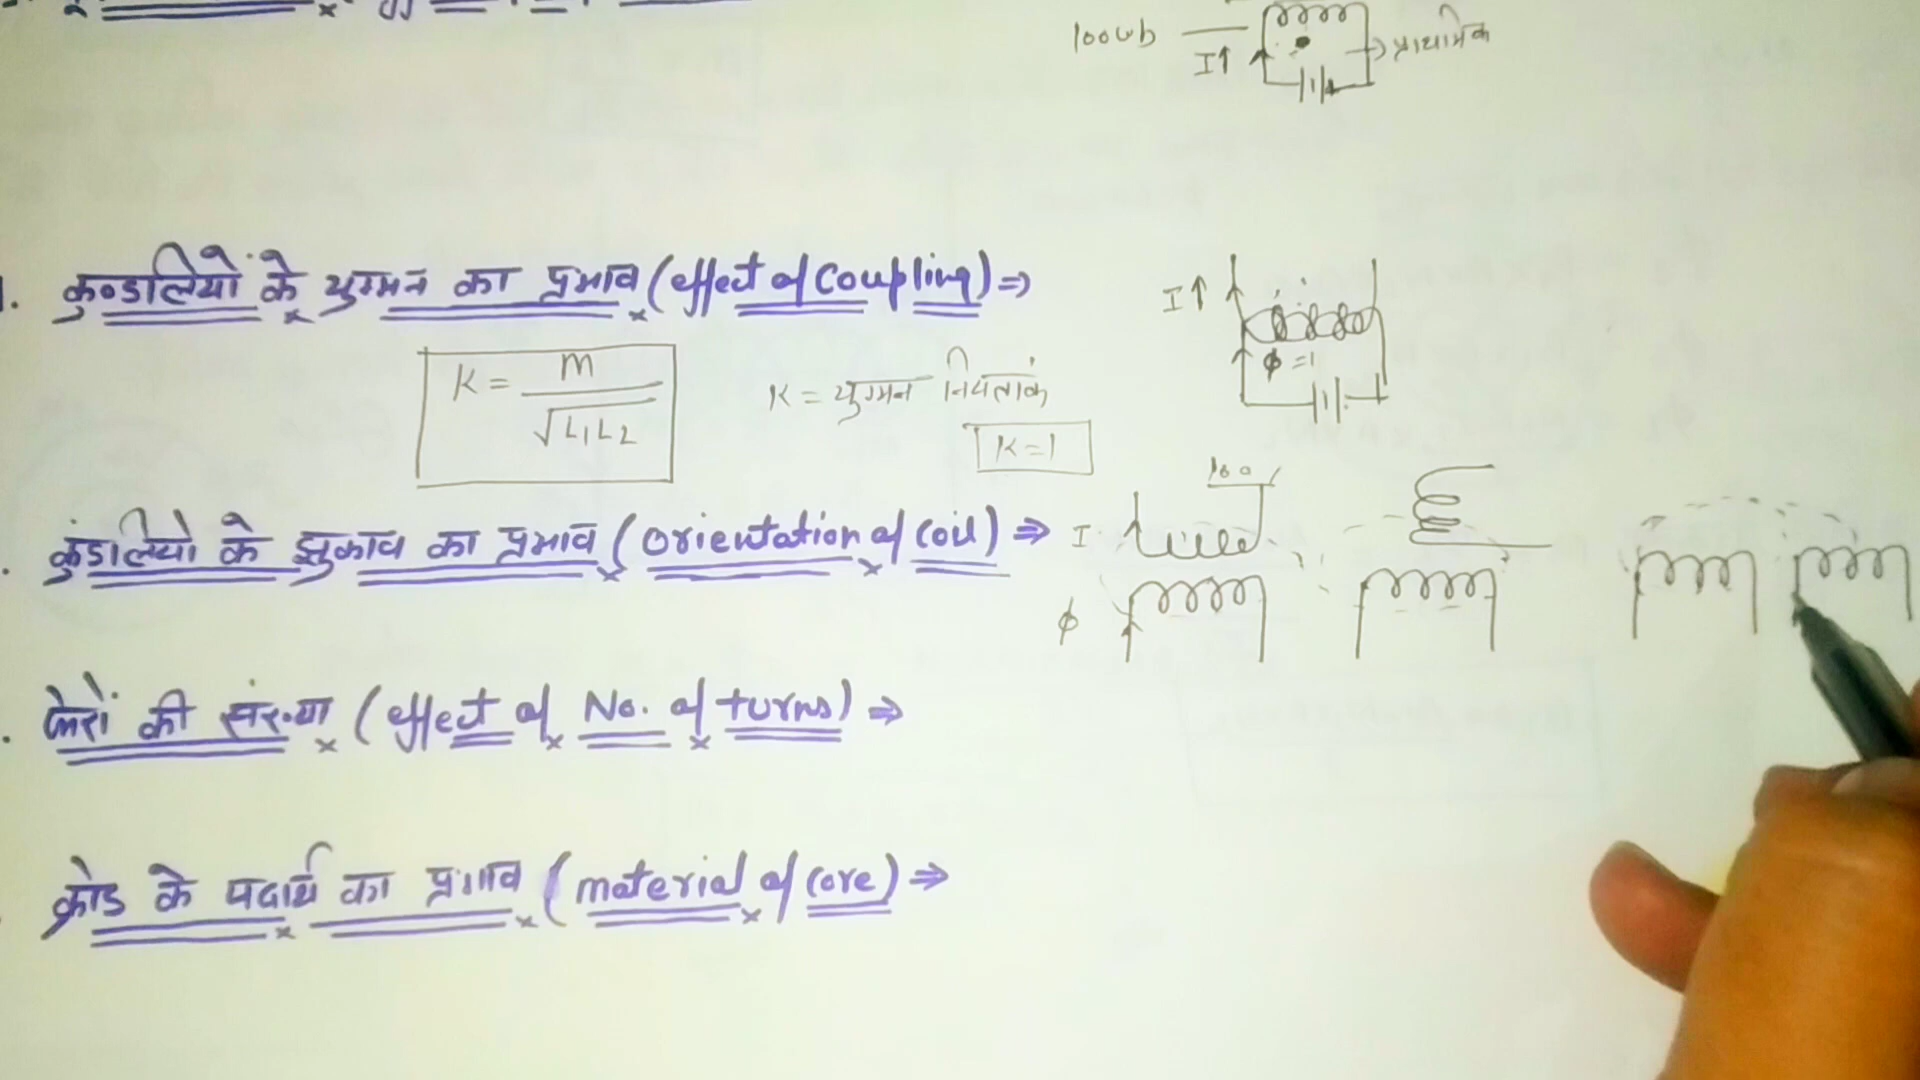 100wb
I↑
प्राथमिक
1. कुण्डलियों के युग्मन का प्रभाव (effect of coupling) ⇒
I↑
ϕ=1
K = M / √L₁L₂
K = युग्मन नियतांक
K=1
100
. कुंडलियो के झुकाव का प्रभाव (orientation of coil) ⇒
I
ϕ
. फेरों की संख्या (effect of No. of turns) ⇒
क्रोड के पदार्थ का प्रभाव (material of core) ⇒